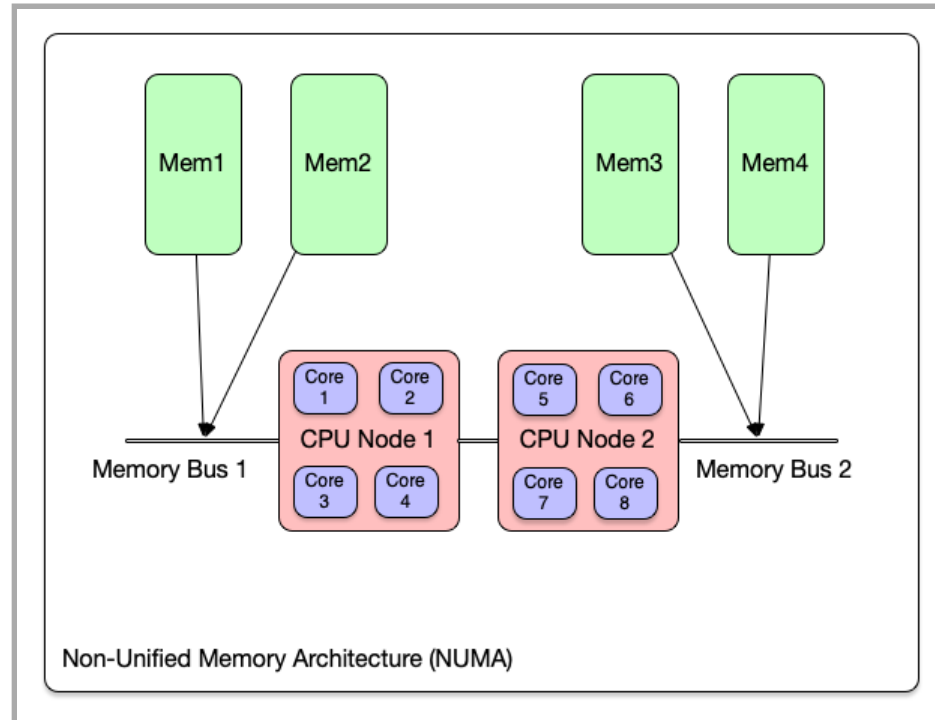 Mem1
Mem2
Mem3
Mem4
Core
1
Core
2
Core
5
Core
6
CPU Node 1
CPU Node 2
Memory Bus 1
Memory Bus 2
Core
3
Core
4
Core
7
Core
8
Non-Unified Memory Architecture (NUMA)